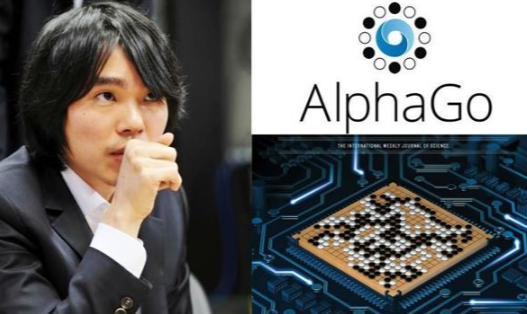 AlphaGo
THE INTERNATIONAL WEEKLY JOURNAL OF SCIENCE